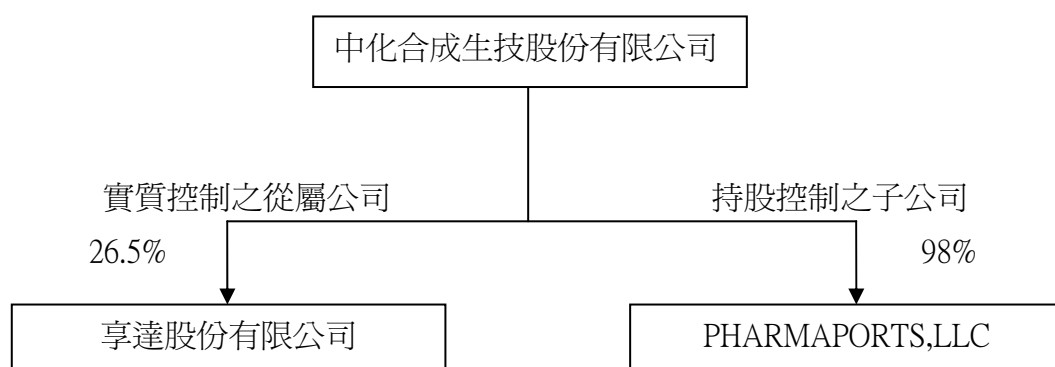 中化合成生技股份有限公司
實質控制之從屬公司
持股控制之子公司
26.5%
98%
享達股份有限公司
PHARMAPORTS,LLC